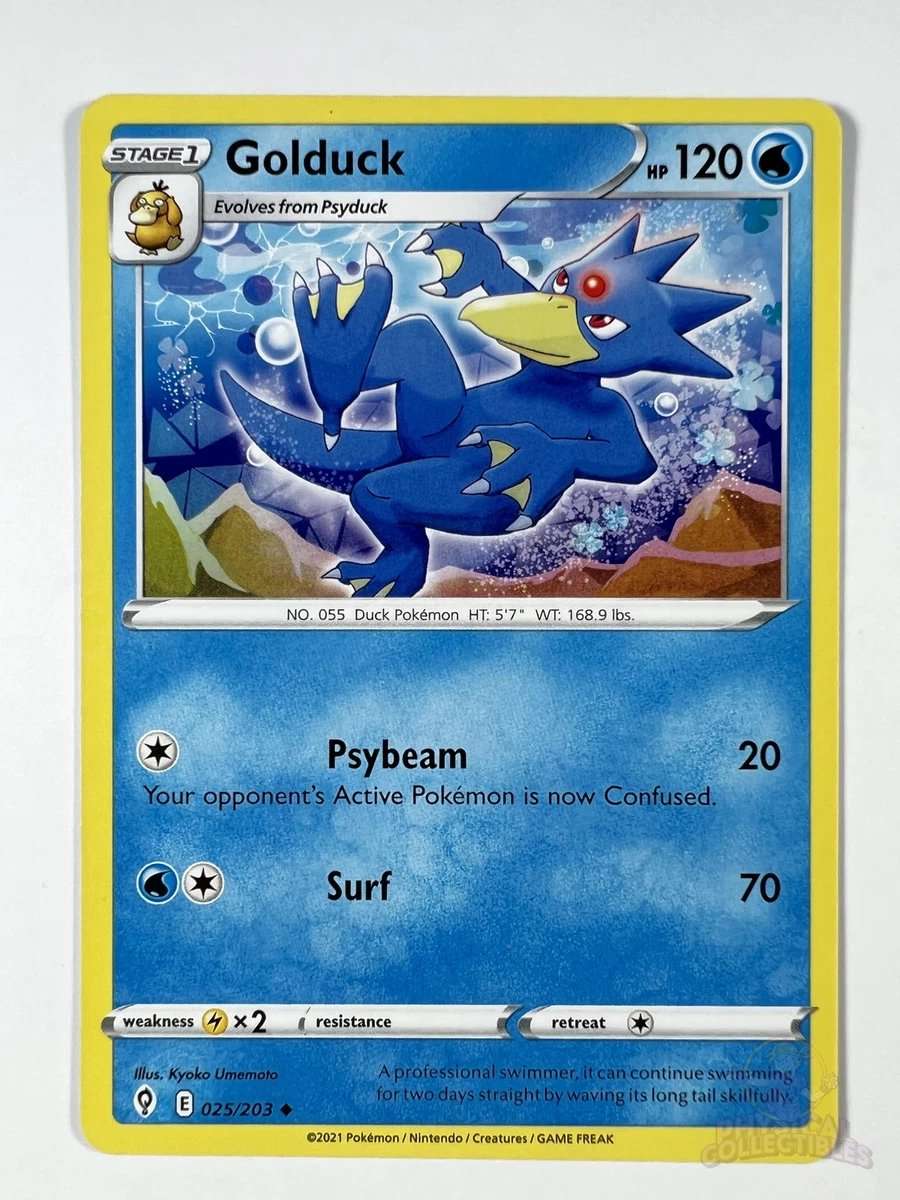 STAGE 1
Golduck
HP 120
Evolves from Psyduck
NO. 055 Duck Pokémon HT: 5'7" WT: 168.9 lbs.
Psybeam 20
Your opponent's Active Pokémon is now Confused.
Surf 70
weakness ×2 resistance retreat
Illus. Kyoko Umemoto
A professional swimmer, it can continue swimming
for two days straight by waving its long tail skillfully.
E 025/203
©2021 Pokémon / Nintendo / Creatures / GAME FREAK
PHYSICAL
COLLECTIBLES